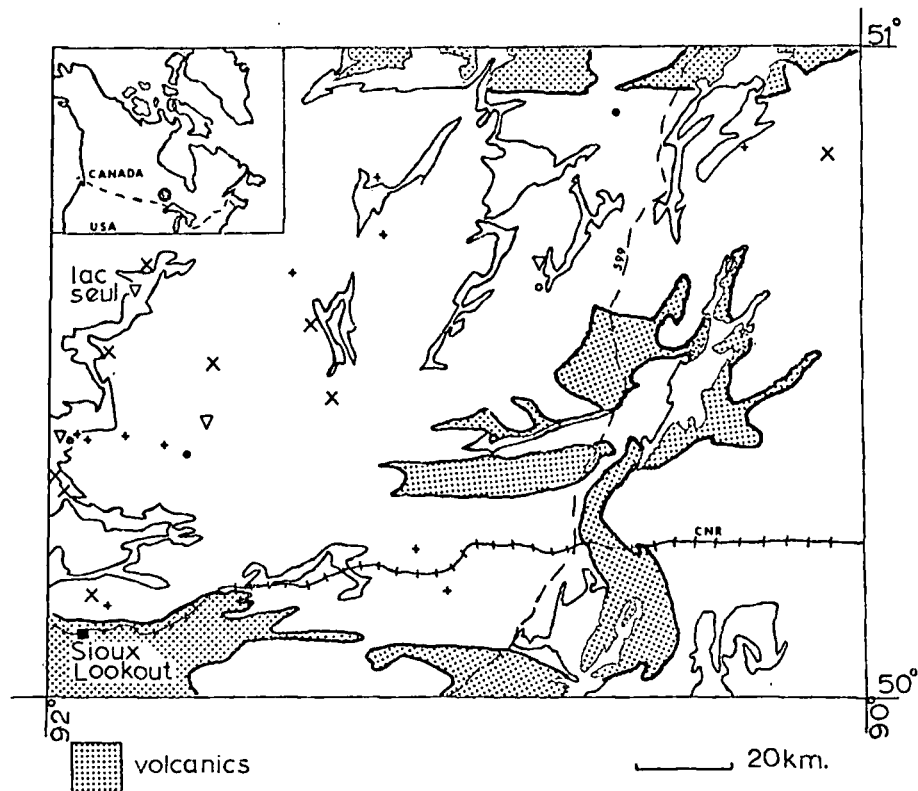 51°
CANADA
USA
lac
seul
599
CNR
Sioux
Lookout
50°
92°
90°
volcanics
20km.